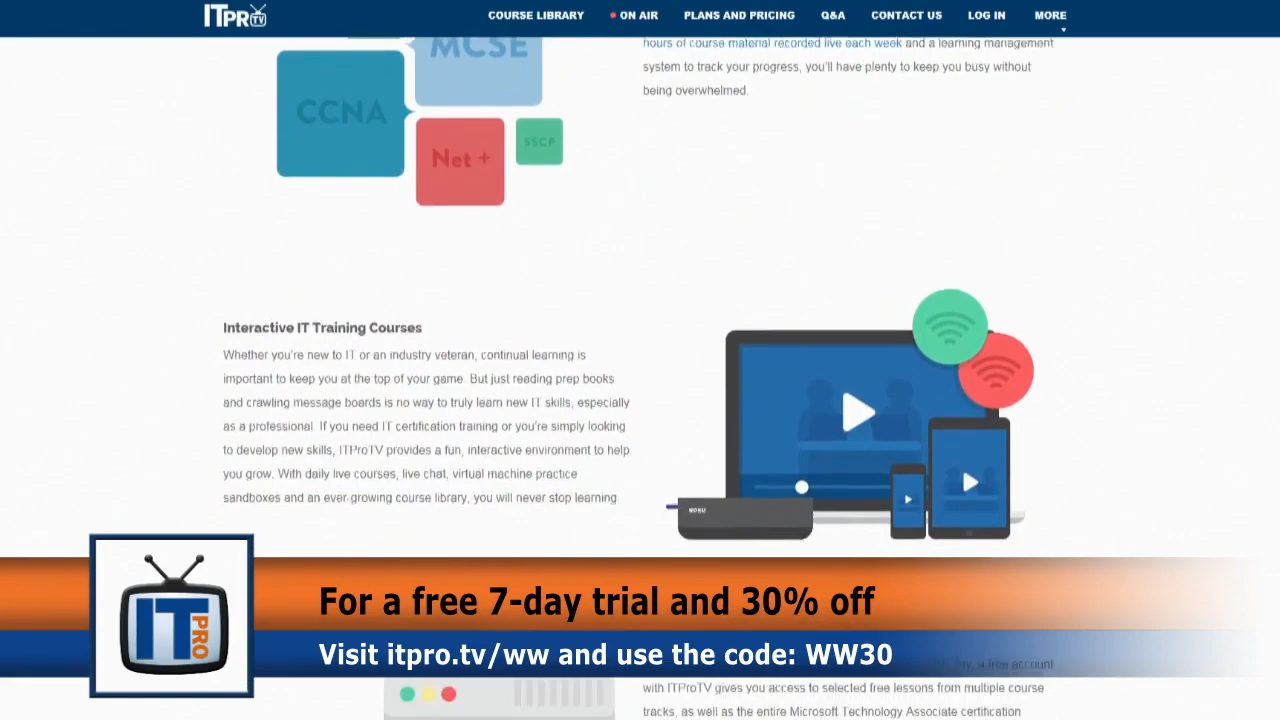 ITPRO TV
COURSE LIBRARY
ON AIR
PLANS AND PRICING
Q&A
CONTACT US
LOG IN
MORE
MCSE
CCNA
Net +
SSCP
hours of course material recorded live each week and a learning management
system to track your progress, you'll have plenty to keep you busy without
being overwhelmed.
Interactive IT Training Courses
Whether you're new to IT or an industry veteran, continual learning is
important to keep you at the top of your game. But just reading prep books
and crawling message boards is no way to truly learn new IT skills, especially
as a professional. If you need IT certification training or you're simply looking
to develop new skills, ITProTV provides a fun, interactive environment to help
you grow. With daily live courses, live chat, virtual machine practice
sandboxes and an ever-growing course library, you will never stop learning
ROKU
IT PRO
For a free 7-day trial and 30% off
Visit itpro.tv/ww and use the code: WW30
day, a free account
with ITProTV gives you access to selected free lessons from multiple course
tracks, as well as the entire Microsoft Technology Associate certification